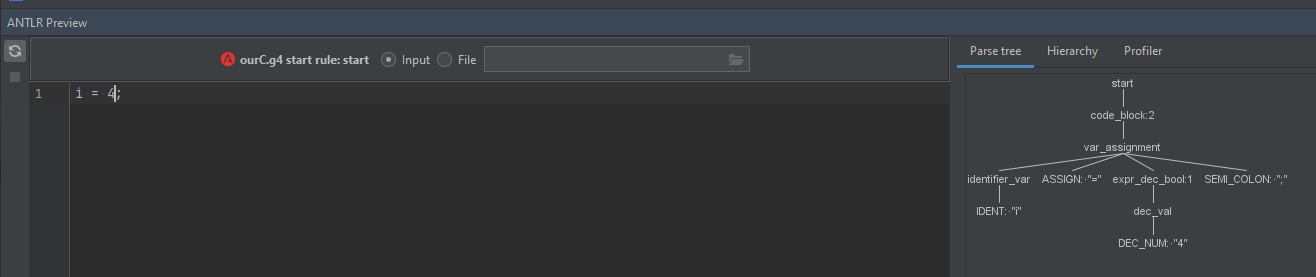 ANTLR Preview
A ourC.g4 start rule: start Input File
Parse tree Hierarchy Profiler
1 i = 4;
start
code_block:2
var_assignment
identifier_var ASSIGN:·"=" expr_dec_bool:1 SEMI_COLON:·";"
IDENT:·"i" dec_val
DEC_NUM:·"4"